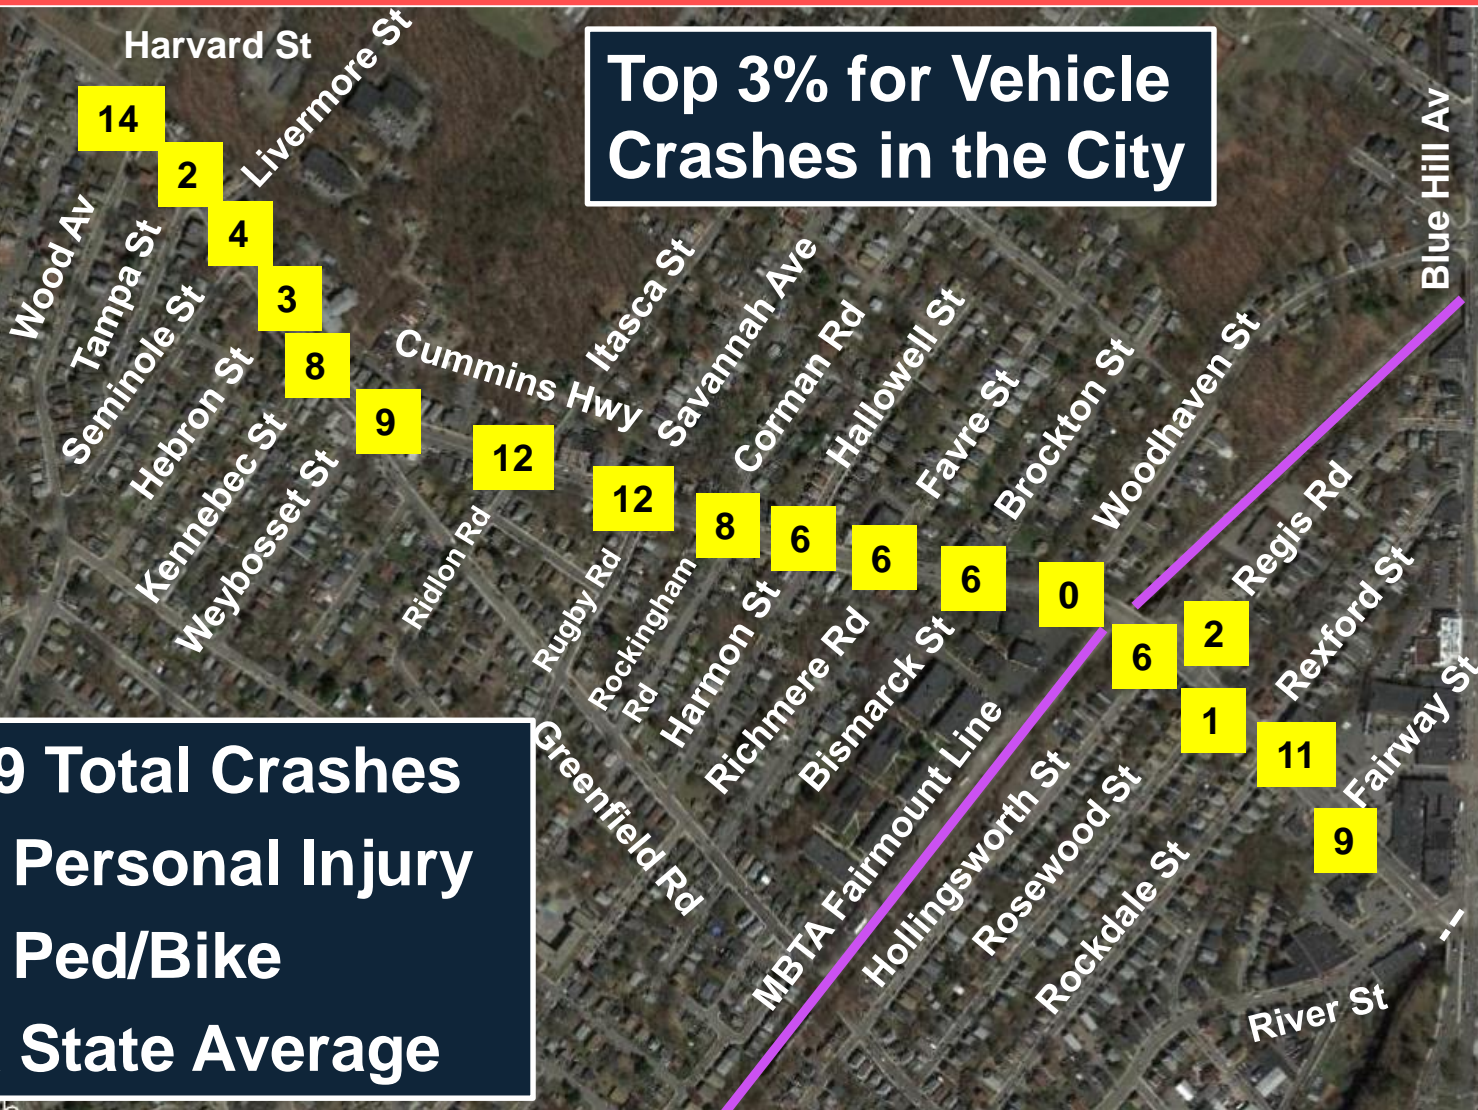 Harvard St
Livermore St
Top 3% for Vehicle
Crashes in the City
Blue Hill Av
14
2
4
3
8
9
12
12
8
6
6
6
0
6
2
1
11
9
Wood Av
Tampa St
Seminole St
Hebron St
Kennebec St
Weybosset St
Cummins Hwy
Itasca St
Savannah Ave
Corman Rd
Hallowell St
Favre St
Brockton St
Woodhaven St
Regis Rd
Rexford St
Fairway St
Ridlon Rd
Rugby Rd
Rockingham
Rd
Harmon St
Richmere Rd
Bismarck St
Greenfield Rd
MBTA Fairmount Line
Hollingsworth St
Rosewood St
Rockdale St
River St
9 Total Crashes
Personal Injury
Ped/Bike
State Average